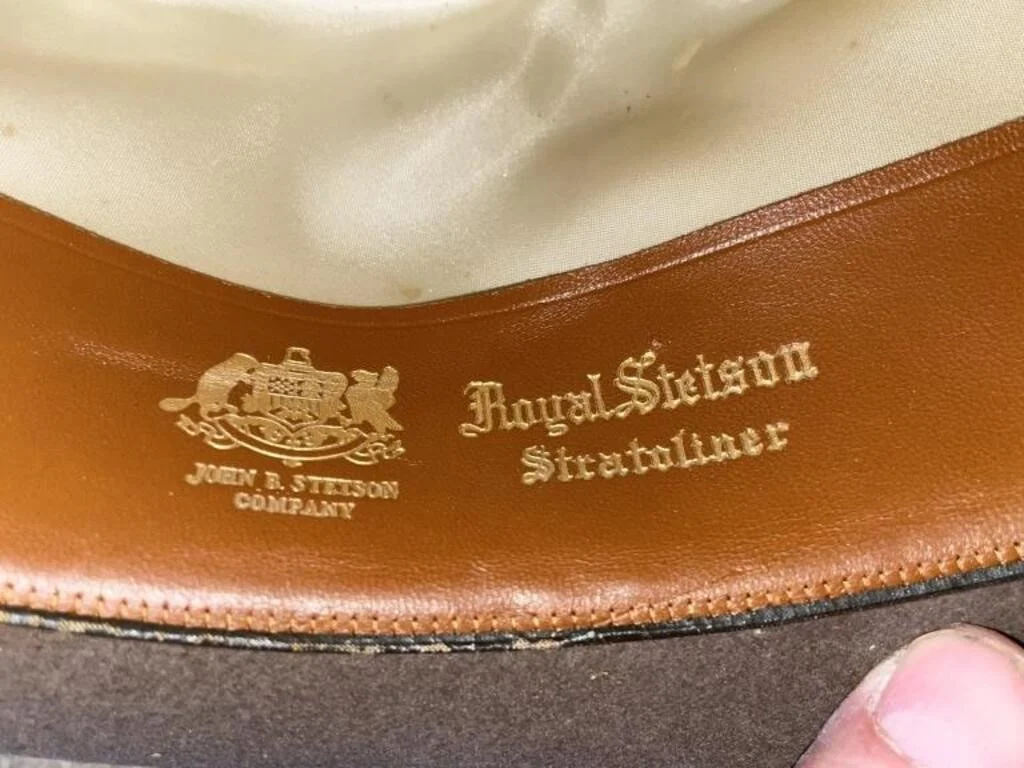 JOHN B. STETSON
COMPANY
Royal Stetson
Stratoliner